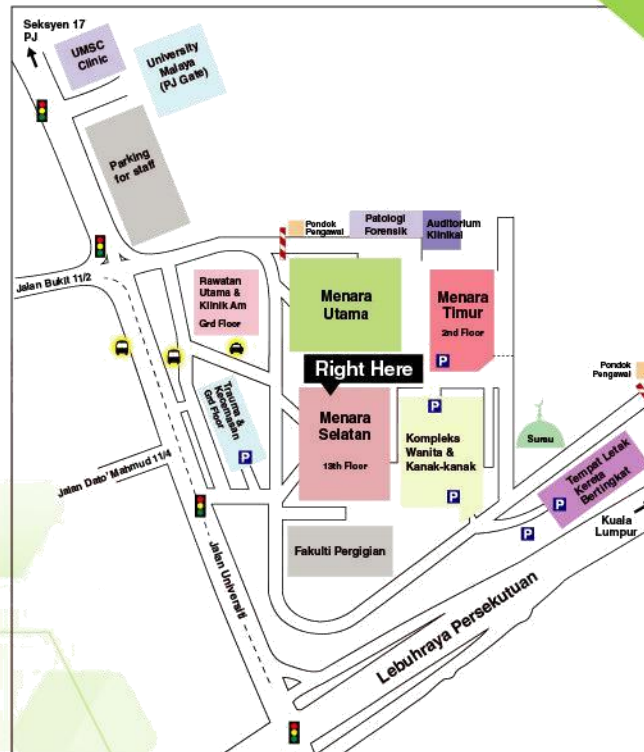 Seksyen 17
PJ
UMSC
Clinic
University
Malaya
(PJ Gate)
Parking
for staff
Pondok
Pengawal
Patologi
Forensik
Auditorium
Klinikal
Jalan Bukit 11/2
Rawatan
Utama &
Klinik Am
Grd Floor
Menara
Utama
Menara
Timur
2nd Floor
P
Right Here
Pondok
Pengawal
Trauma &
Kecemasan
Grd Floor
P
Menara
Selatan
13th Floor
P
Kompleks
Wanita &
Kanak-kanak
P
Surau
Tempat Letak
Kereta
Bertingkat
P
P
Kuala
Lumpur
Jalan Dato' Mahmud 11/4
Fakulti Pergigian
Jalan Universiti
Lebuhraya Persekutuan